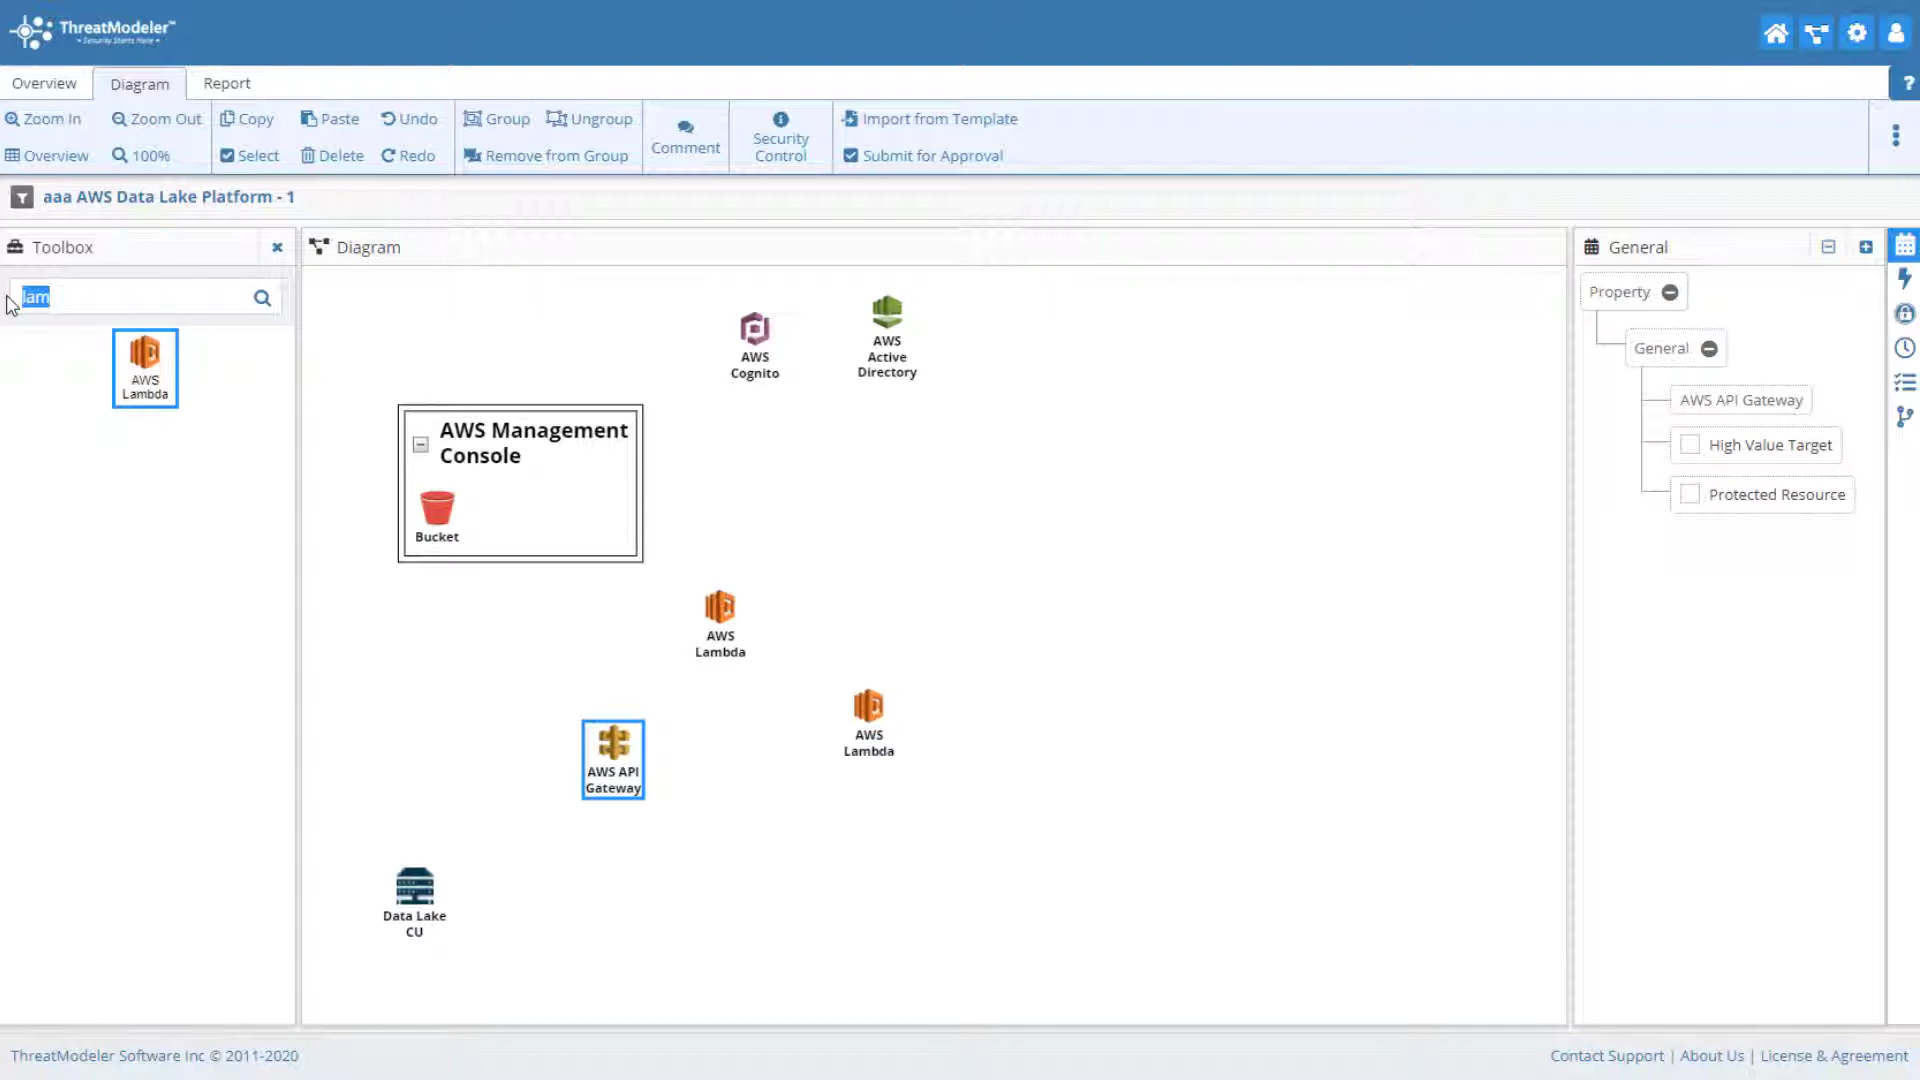 ThreatModeler™
• Security Starts Here •
Overview
Diagram
Report
?
Zoom In
Zoom Out
Copy
Paste
Undo
Group
Ungroup
Comment
Security
Control
Import from Template
Overview
100%
Select
Delete
Redo
Remove from Group
Submit for Approval
aaa AWS Data Lake Platform - 1
Toolbox
Diagram
General
lam
AWS
Lambda
AWS
Cognito
AWS
Active
Directory
AWS Management
Console
Bucket
AWS
Lambda
AWS
Lambda
AWS API
Gateway
Data Lake
CU
Property
General
AWS API Gateway
High Value Target
Protected Resource
ThreatModeler Software Inc © 2011-2020
Contact Support | About Us | License & Agreement